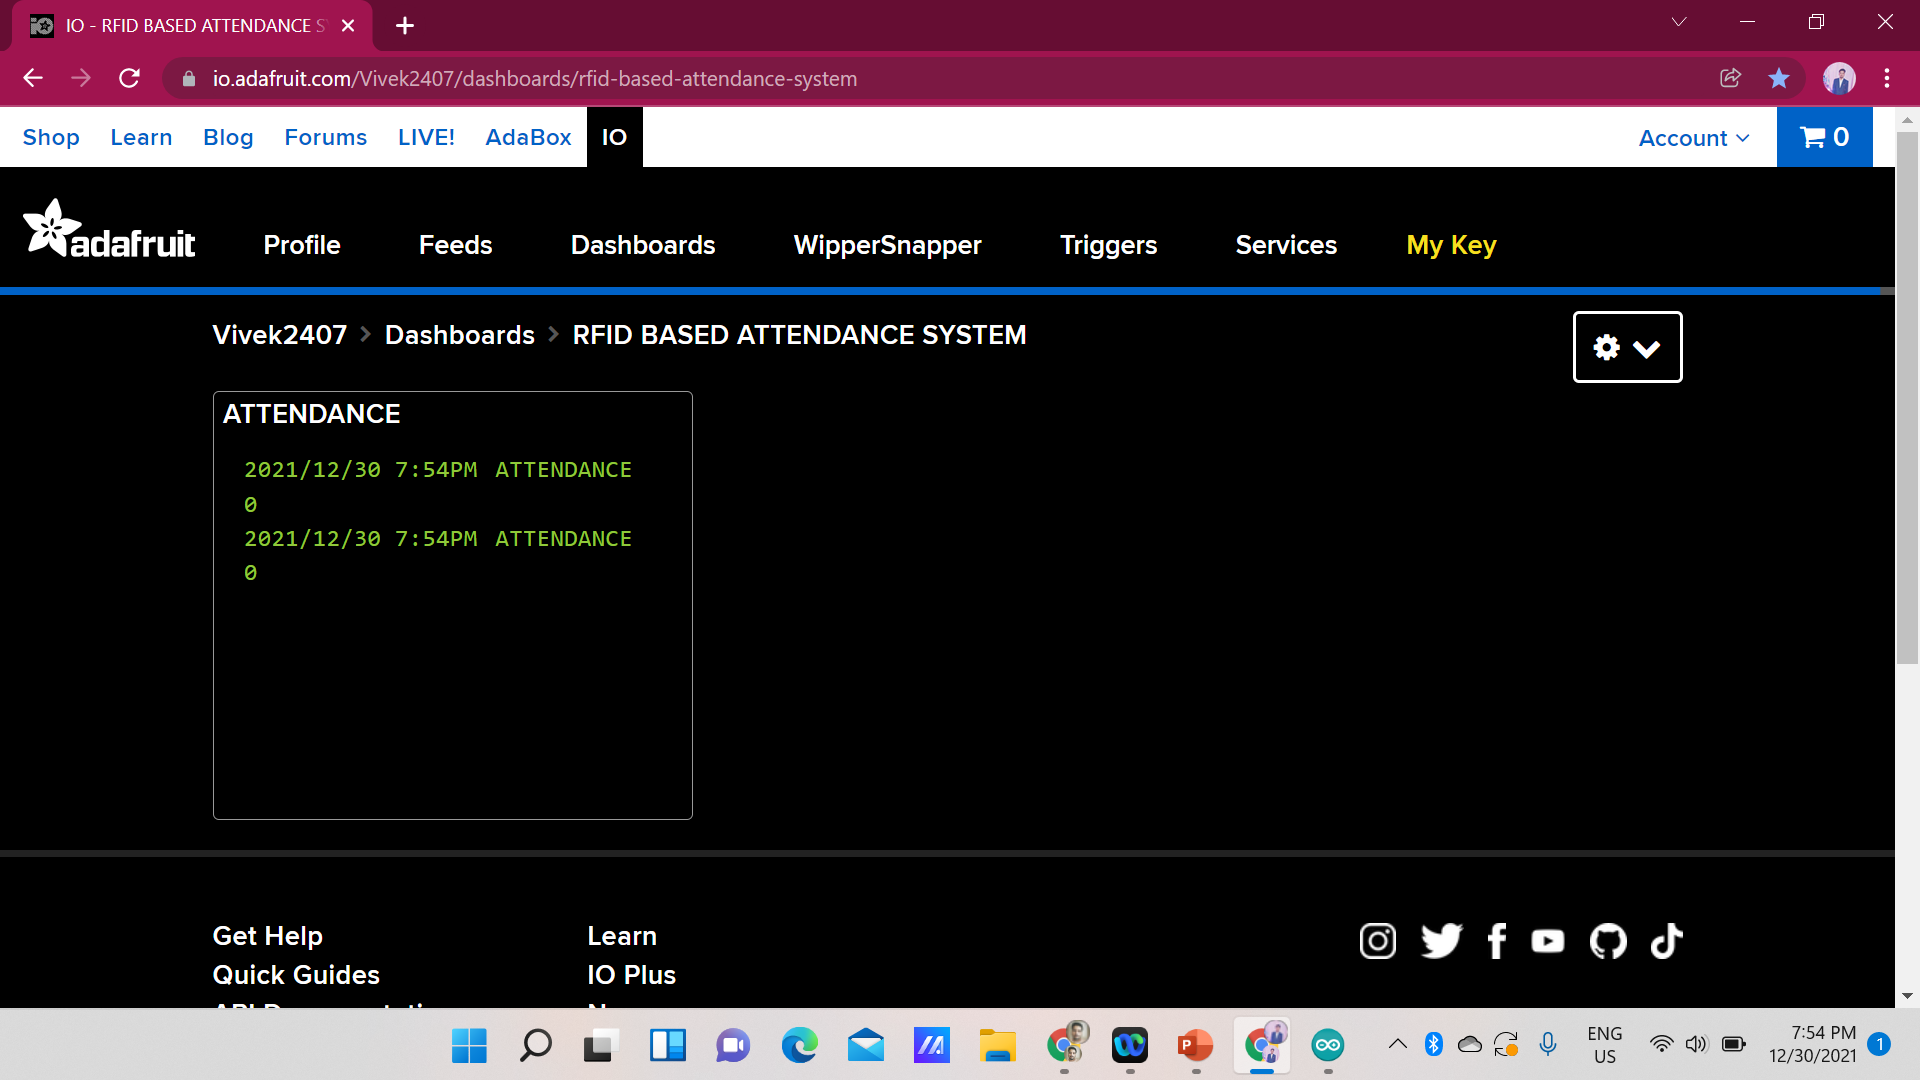 IO - RFID BASED ATTENDANCE S
io.adafruit.com/Vivek2407/dashboards/rfid-based-attendance-system
Shop Learn Blog Forums LIVE! AdaBox IO Account 0
adafruit Profile Feeds Dashboards WipperSnapper Triggers Services My Key
Vivek2407 > Dashboards > RFID BASED ATTENDANCE SYSTEM
ATTENDANCE
2021/12/30 7:54PM ATTENDANCE
0
2021/12/30 7:54PM ATTENDANCE
0
Get Help Learn
Quick Guides IO Plus
ENG 7:54 PM
US 12/30/2021 1